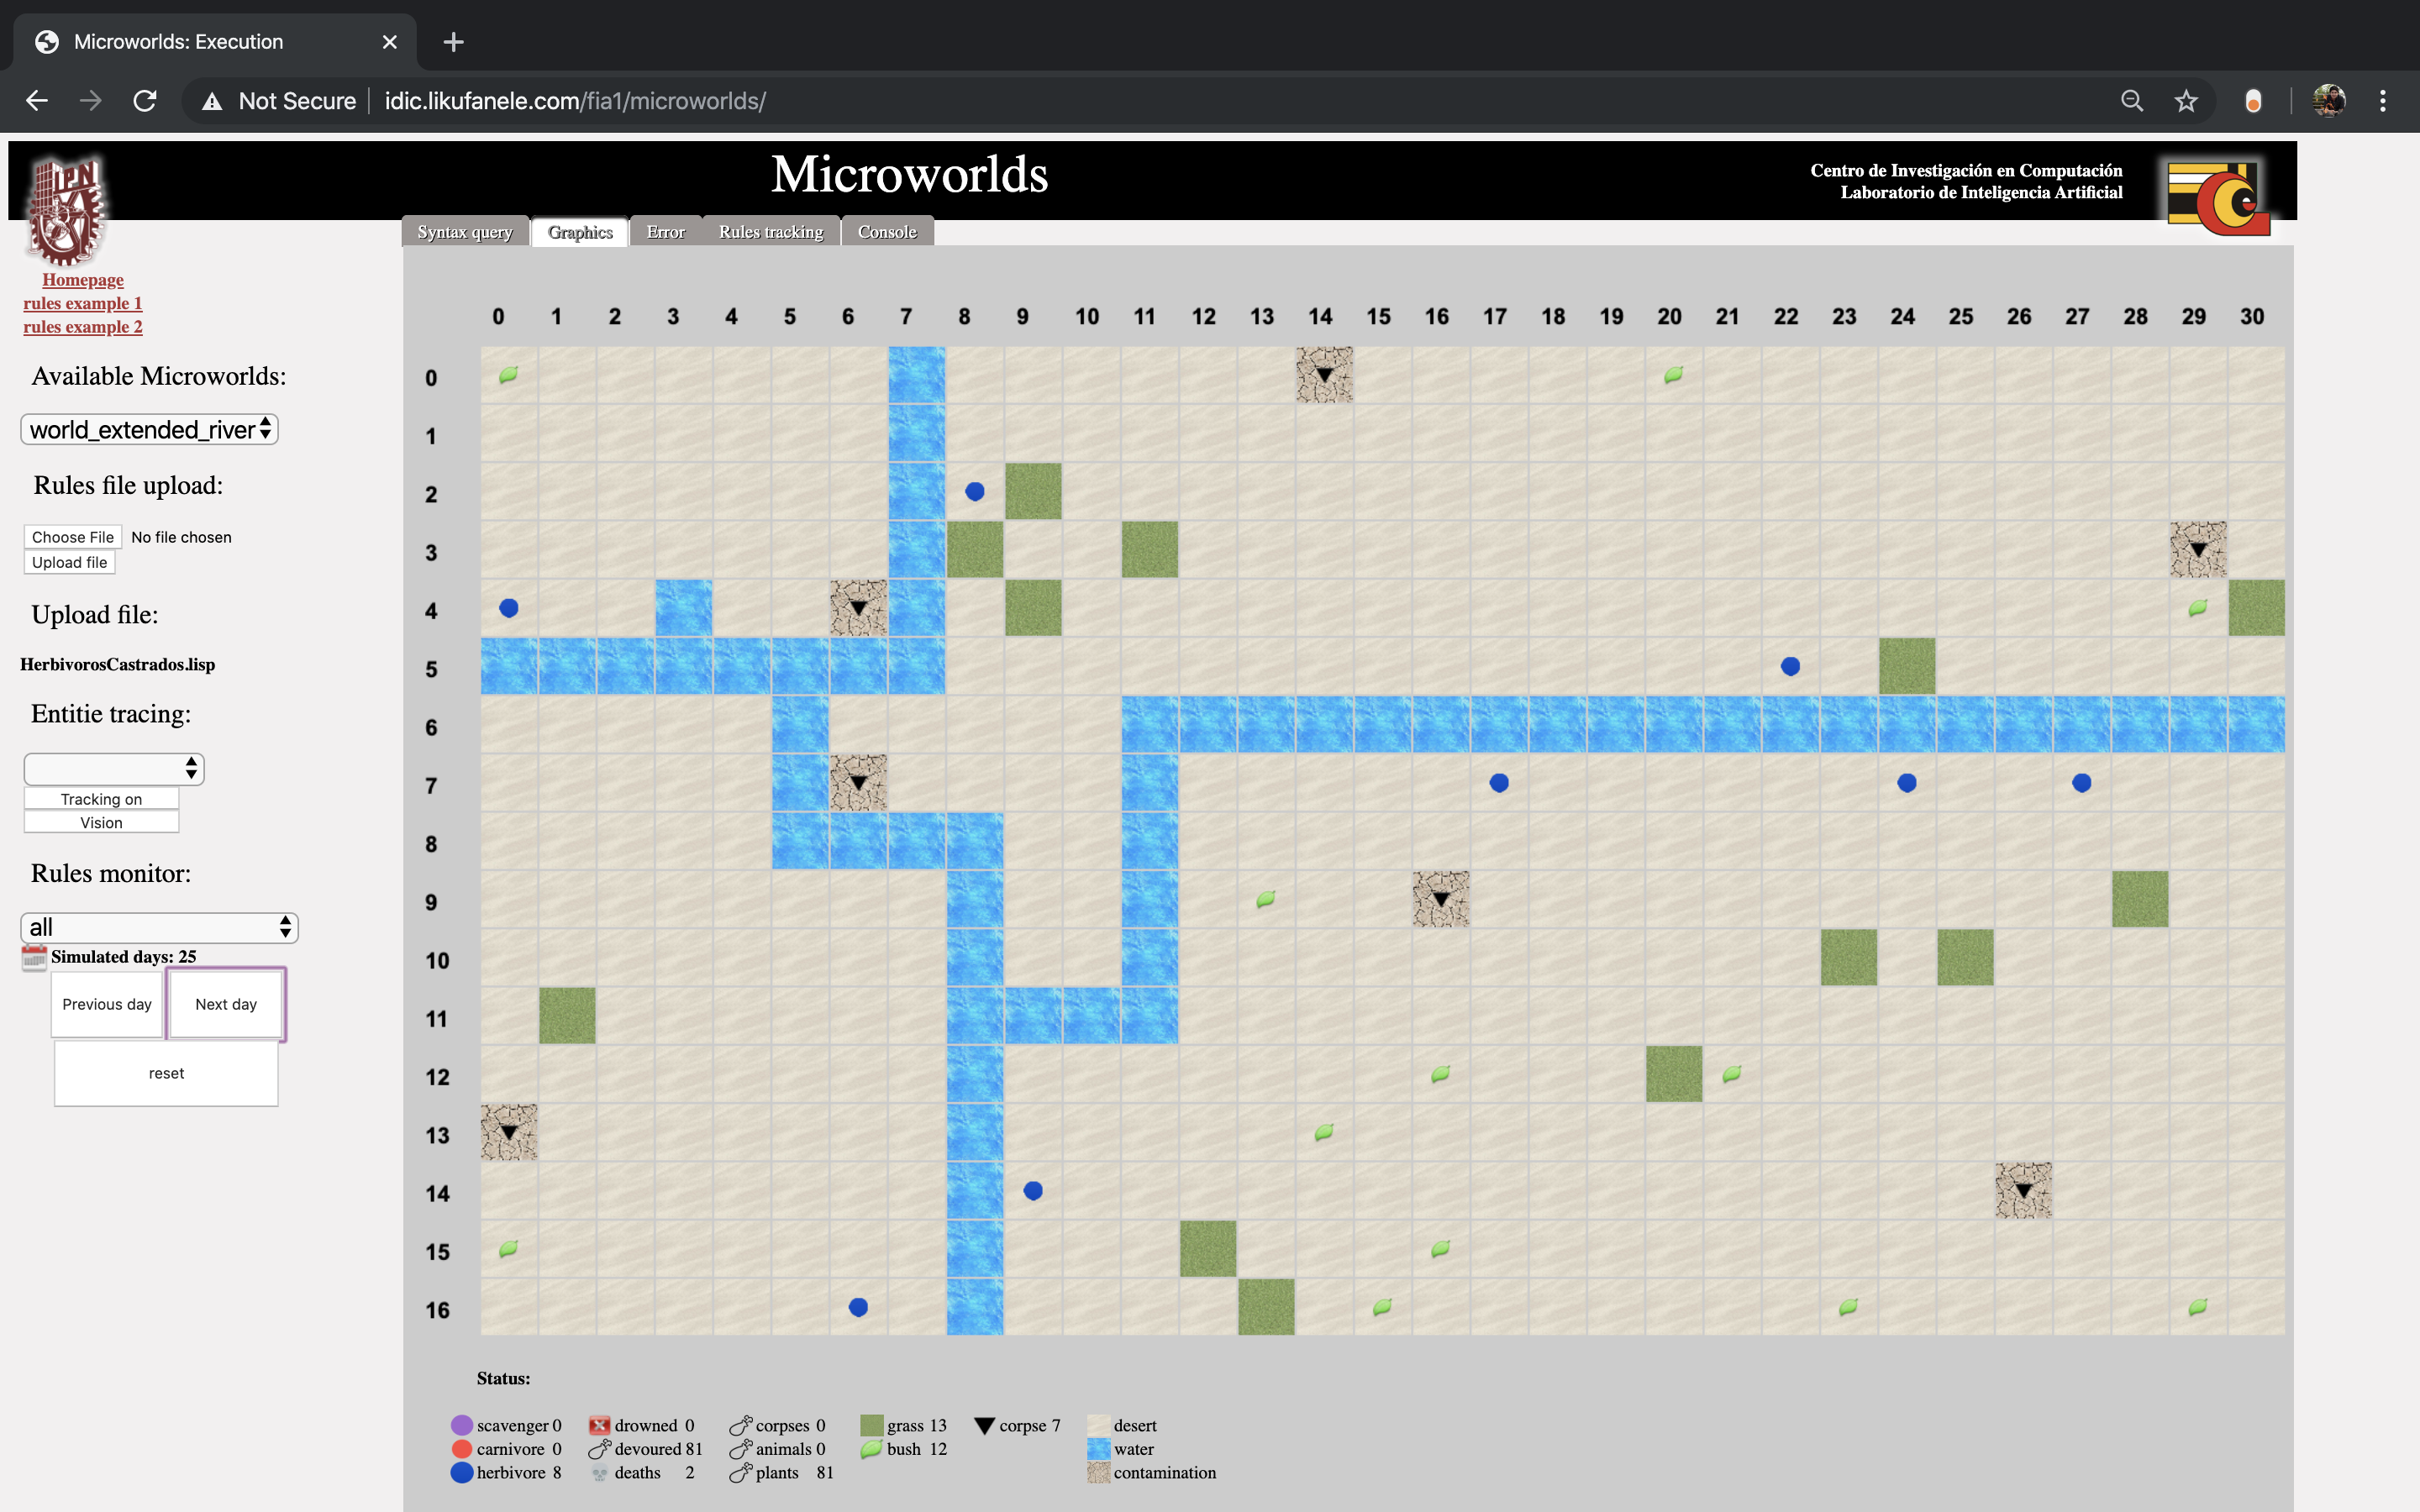 Microworlds: Execution
Not Secure idic.likufanele.com/fia1/microworlds/
IPN
Microworlds
Centro de Investigación en Computación
Laboratorio de Inteligencia Artificial
Syntax query Graphics Error Rules tracking Console
Homepage
rules example 1
rules example 2
Available Microworlds:
world_extended_river
Rules file upload:
Choose File No file chosen
Upload file
Upload file:
HerbivorosCastrados.lisp
Entitie tracing:
Tracking on
Vision
Rules monitor:
all
Simulated days: 25
Previous day Next day
reset
0 1 2 3 4 5 6 7 8 9 10 11 12 13 14 15 16 17 18 19 20 21 22 23 24 25 26 27 28 29 30
0
1
2
3
4
5
6
7
8
9
10
11
12
13
14
15
16
Status:
scavenger 0 drowned 0 corpses 0 grass 13 corpse 7 desert
carnivore 0 devoured 81 animals 0 bush 12 water
herbivore 8 deaths 2 plants 81 contamination